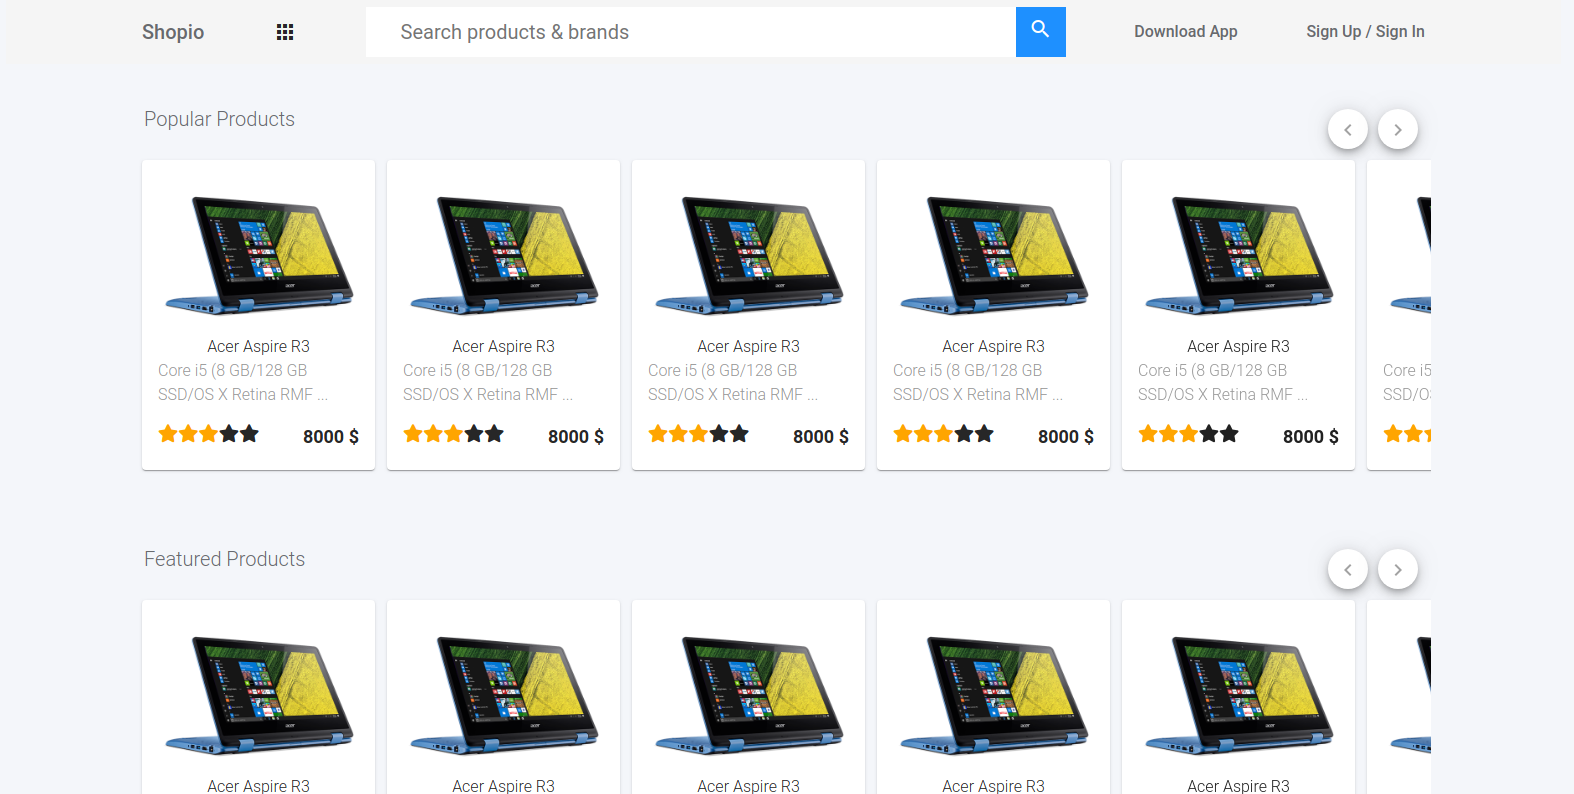 Shopio Search products & brands Download App Sign Up / Sign In
Popular Products
Acer Aspire R3 Acer Aspire R3 Acer Aspire R3 Acer Aspire R3 Acer Aspire R3
Core i5 (8 GB/128 GB Core i5 (8 GB/128 GB Core i5 (8 GB/128 GB Core i5 (8 GB/128 GB Core i5 (8 GB/128 GB Core i5
SSD/OS X Retina RMF ... SSD/OS X Retina RMF ... SSD/OS X Retina RMF ... SSD/OS X Retina RMF ... SSD/OS X Retina RMF ... SSD/O
8000 $ 8000 $ 8000 $ 8000 $ 8000 $
Featured Products
Acer Aspire R3 Acer Aspire R3 Acer Aspire R3 Acer Aspire R3 Acer Aspire R3